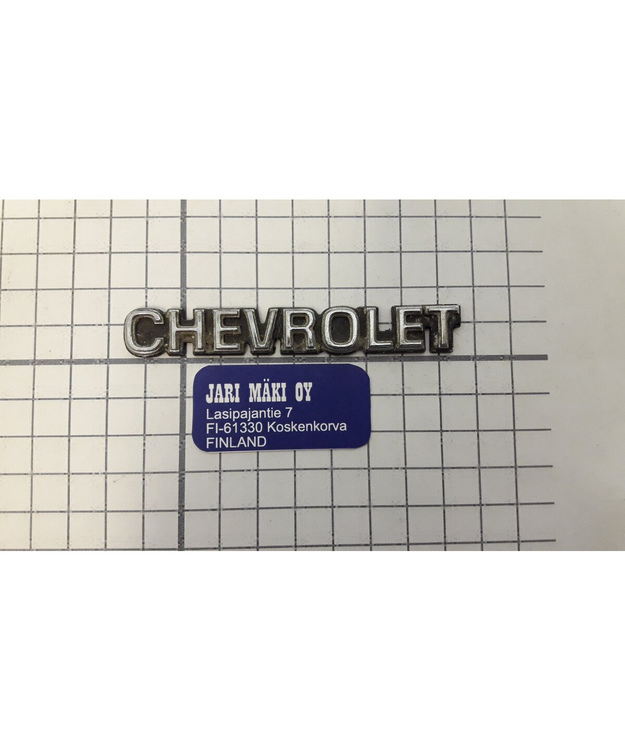 CHEVROLET
JARI MÄKI OY
Lasipajantie 7
FI-61330 Koskenkorva
FINLAND